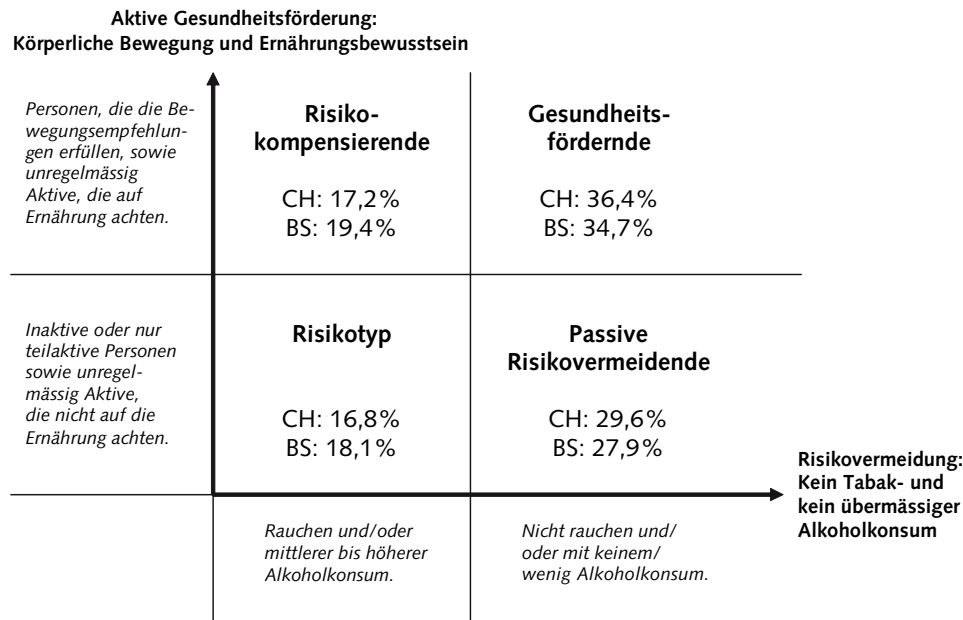 Aktive Gesundheitsförderung:
Körperliche Bewegung und Ernährungsbewusstsein
Personen, die die Be-
wegungsempfehlun-
gen erfüllen, sowie
unregelmässig
Aktive, die auf
Ernährung achten.
Risiko-
kompensierende
CH: 17,2%
BS: 19,4%
Gesundheits-
fördernde
CH: 36,4%
BS: 34,7%
Inaktive oder nur
teilaktive Personen
sowie unregel-
mässig Aktive,
die nicht auf die
Ernährung achten.
Risikotyp
CH: 16,8%
BS: 18,1%
Passive
Risikovermeidende
CH: 29,6%
BS: 27,9%
Risikovermeidung:
Kein Tabak- und
kein übermässiger
Alkoholkonsum
Rauchen und/oder
mittlerer bis höherer
Alkoholkonsum.
Nicht rauchen und/
oder mit keinem/
wenig Alkoholkonsum.